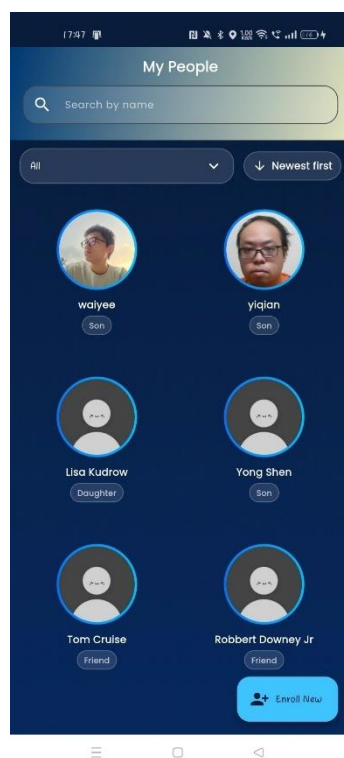 17:47
My People
Search by name
All
Newest first
waiyee
yiqian
Son
Son
Lisa Kudrow
Yong Shen
Daughter
Son
Tom Cruise
Robbert Downey Jr
Friend
Friend
Enroll New